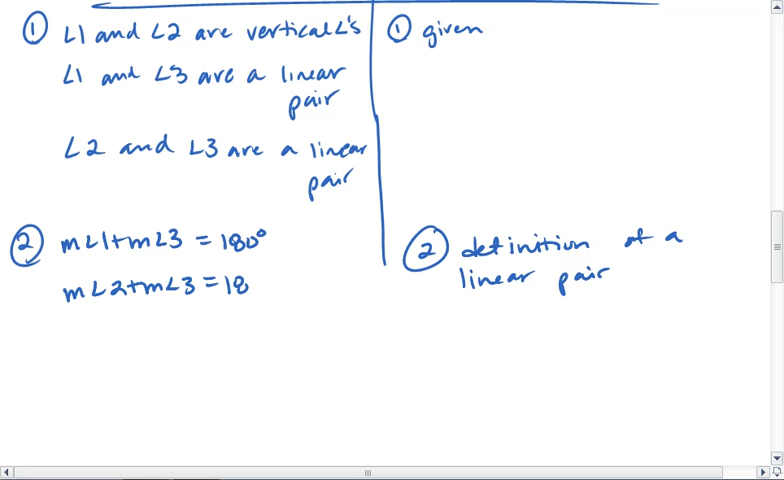 ① ∠1 and ∠2 are vertical ∠'s
∠1 and ∠3 are a linear
pair
∠2 and ∠3 are a linear
pair
② m∠1+m∠3 = 180°
m∠2+m∠3 = 18
① given
② definition of a
linear pair